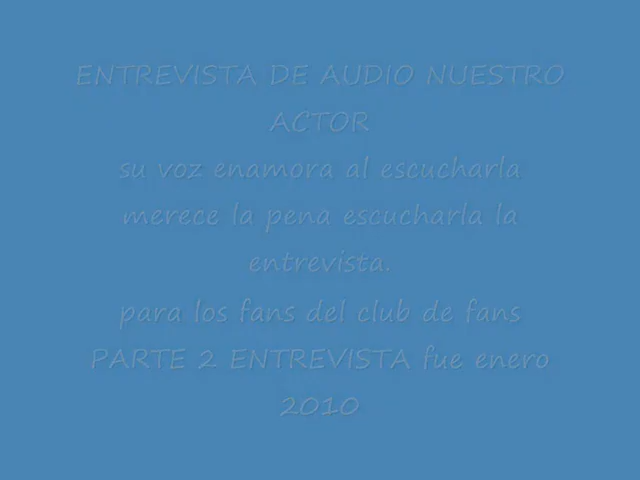 ENTREVISTA DE AUDIO NUESTRO
ACTOR
su voz enamora al escucharla
merece la pena escucharla la
entrevista.
para los fans del club de fans
PARTE 2 ENTREVISTA fue enero
2010